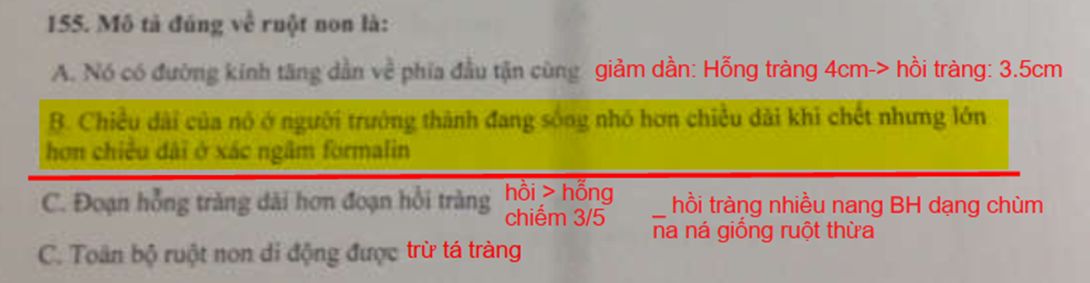 155. Mô tả đúng về ruột non là:
A. Nó có đường kính tăng dần về phía đầu tận cùng giảm dần: Hỗng tràng 4cm-> hồi tràng: 3.5cm
B. Chiều dài của nó ở người trưởng thành đang sống nhỏ hơn chiều dài khi chết nhưng lớn
hơn chiều dài ở xác ngâm formalin
C. Đoạn hỗng tràng dài hơn đoạn hồi tràng hồi > hỗng
chiếm 3/5
_ hồi tràng nhiều nang BH dạng chùm
na ná giống ruột thừa
C. Toàn bộ ruột non di động được trừ tá tràng